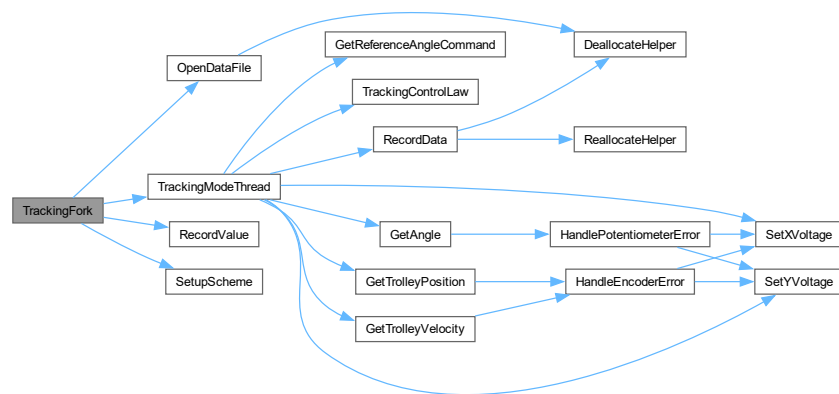 GetReferenceAngleCommand
DeallocateHelper
OpenDataFile
TrackingControlLaw
RecordData
ReallocateHelper
TrackingModeThread
TrackingFork
RecordValue
GetAngle
HandlePotentiometerError
SetXVoltage
SetupScheme
GetTrolleyPosition
HandleEncoderError
SetYVoltage
GetTrolleyVelocity